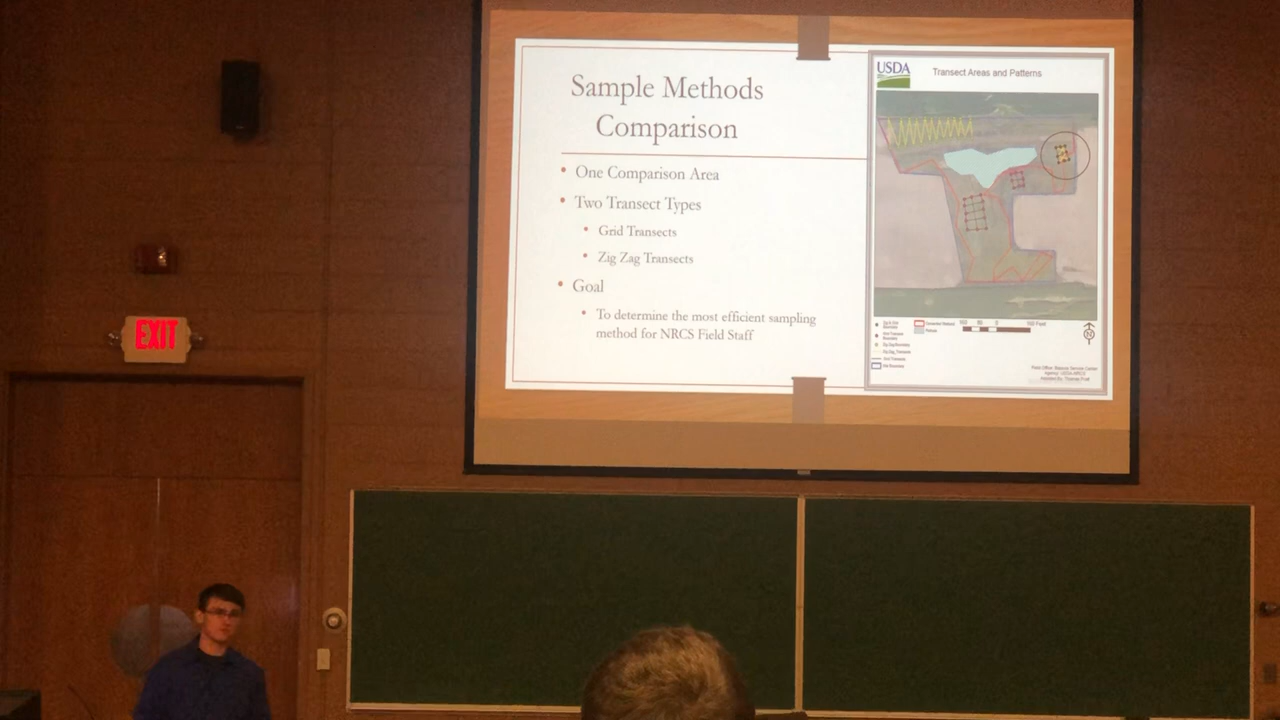 Sample Methods
Comparison
• One Comparison Area
• Two Transect Types
• Grid Transects
• Zig Zag Transects
• Goal
• To determine the most efficient sampling
method for NRCS Field Staff
USDA
Transect Areas and Patterns
N
EXIT